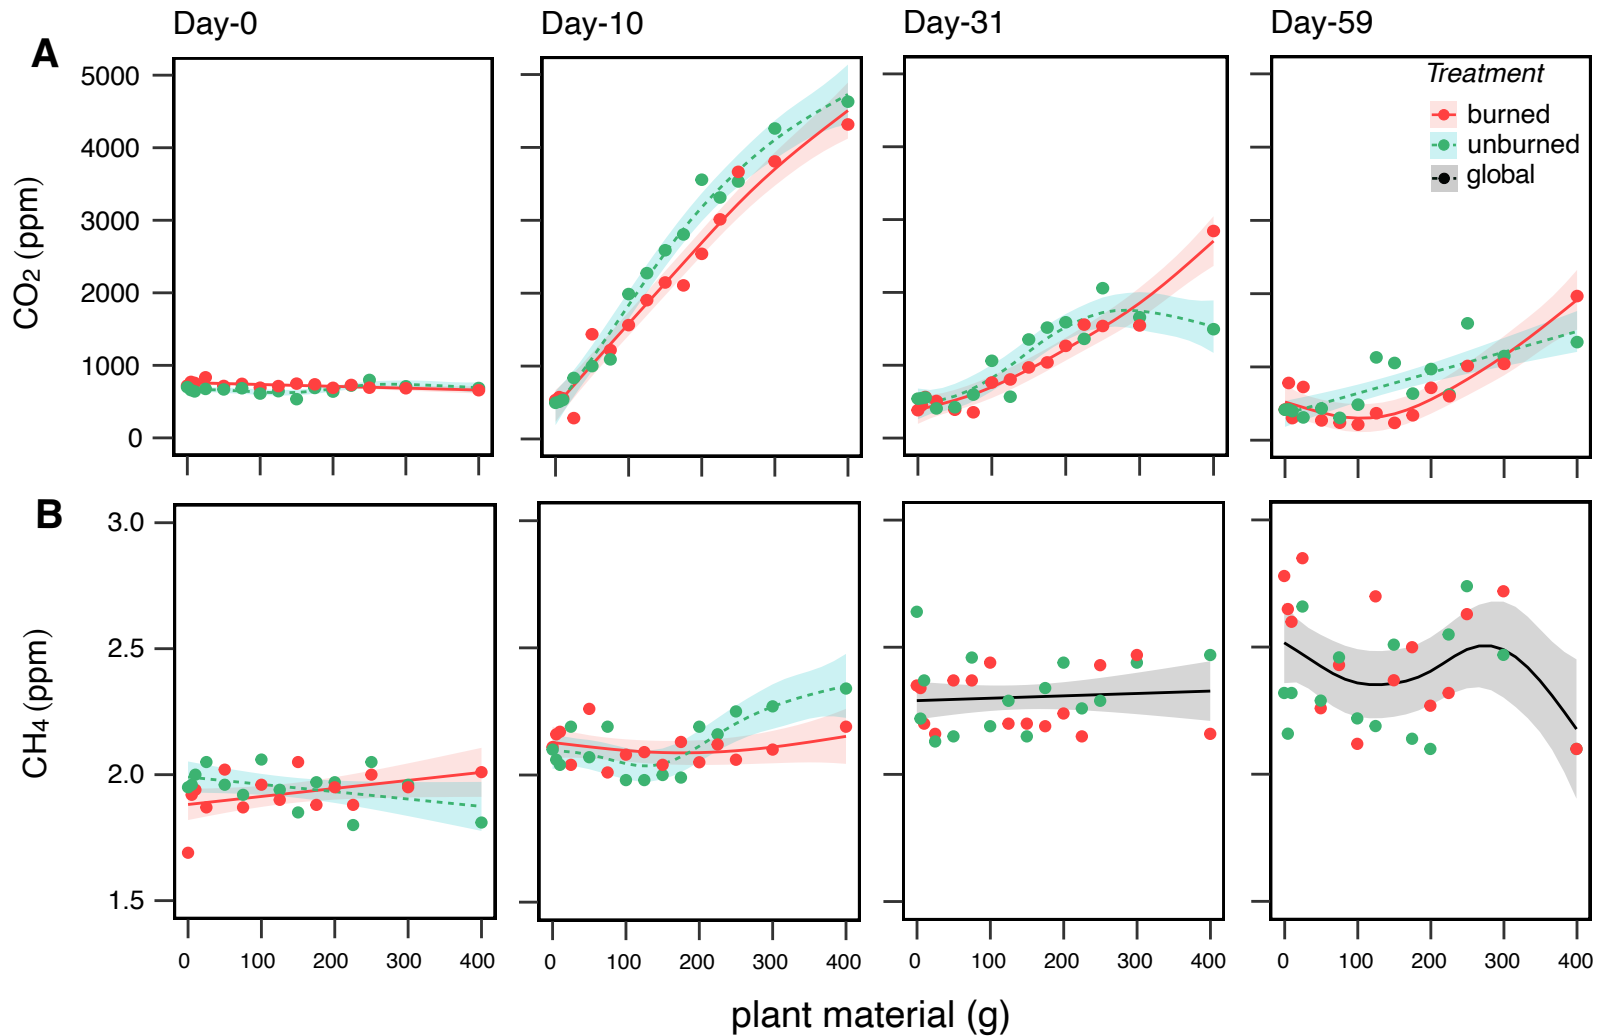 Day-0 Day-10 Day-31 Day-59
A
5000
4000
3000
2000
1000
0
CO2 (ppm)
Treatment
burned
unburned
global
B
3.0
2.5
2.0
1.5
CH4 (ppm)
0 100 200 300 400 0 100 200 300 400 0 100 200 300 400 0 100 200 300 400
plant material (g)